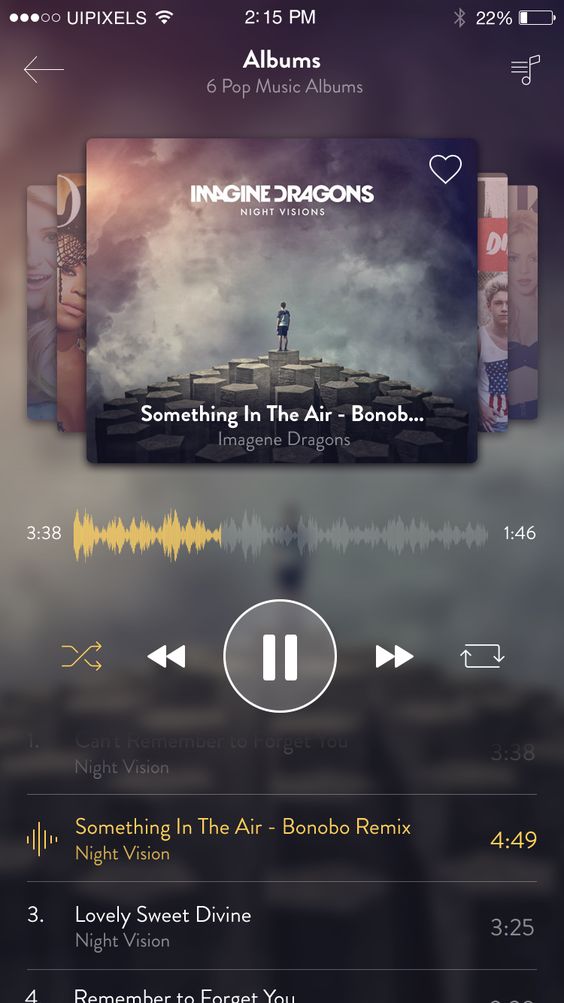 UIPIXELS
2:15 PM
22%
Albums
6 Pop Music Albums
IMAGINE DRAGONS
NIGHT VISIONS
Something In The Air - Bonob...
Imagene Dragons
3:38
1:46
1. Can't Remember to Forget You 3:38
Night Vision
Something In The Air - Bonobo Remix 4:49
Night Vision
3. Lovely Sweet Divine 3:25
Night Vision
4. Remember to Forget You